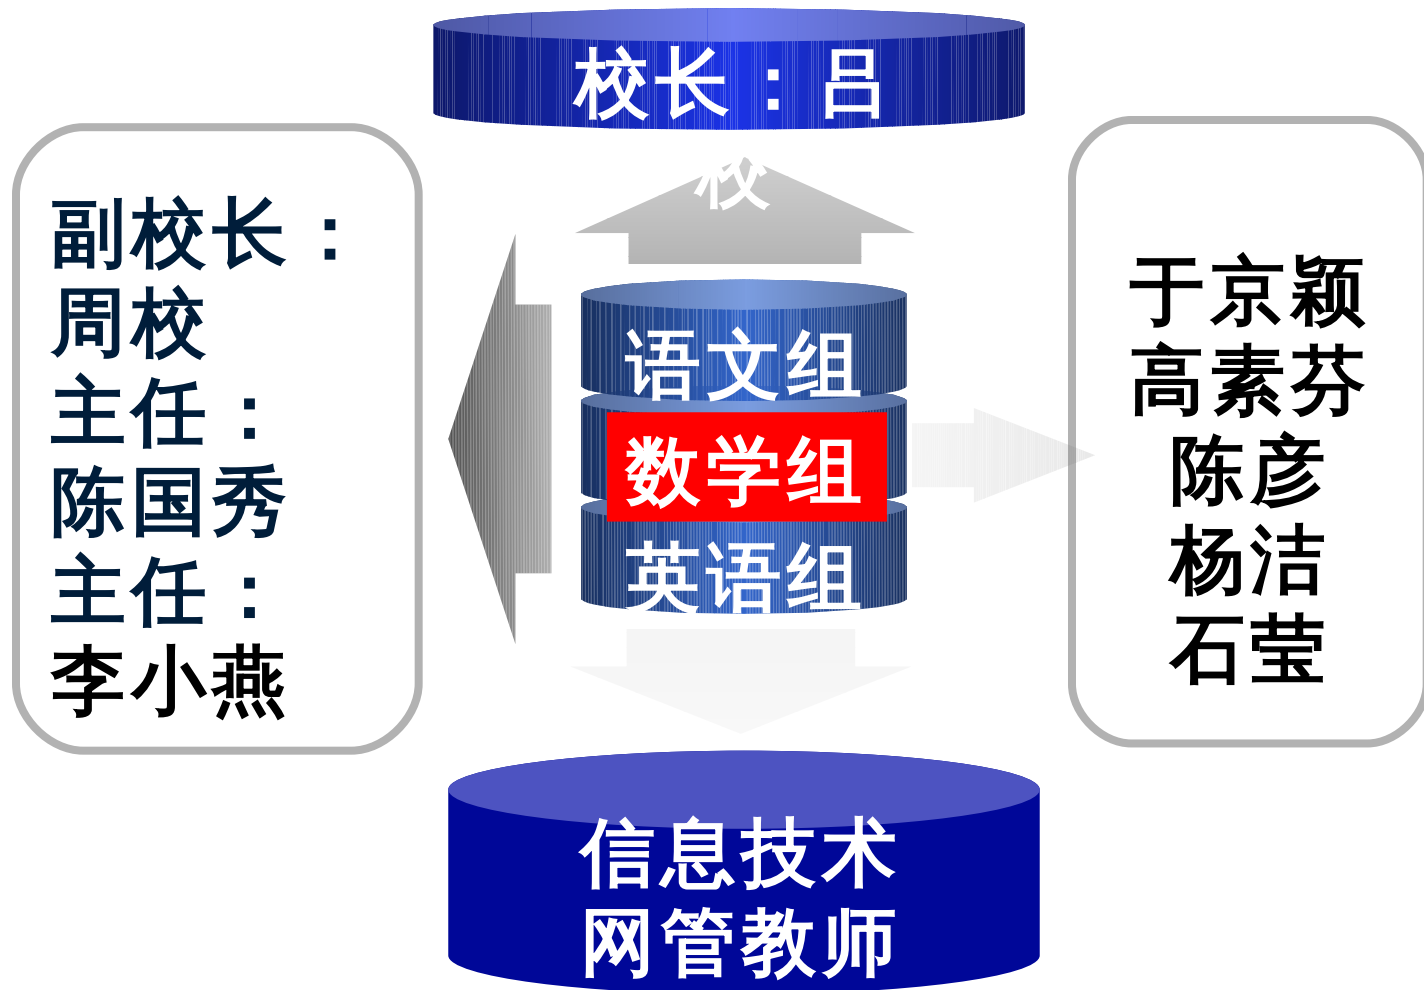 校长：吕
校
副校长：
周校
主任：
陈国秀
主任：
李小燕
语文组
数学组
英语组
于京颖
高素芬
陈彦
杨洁
石莹
信息技术
网管教师